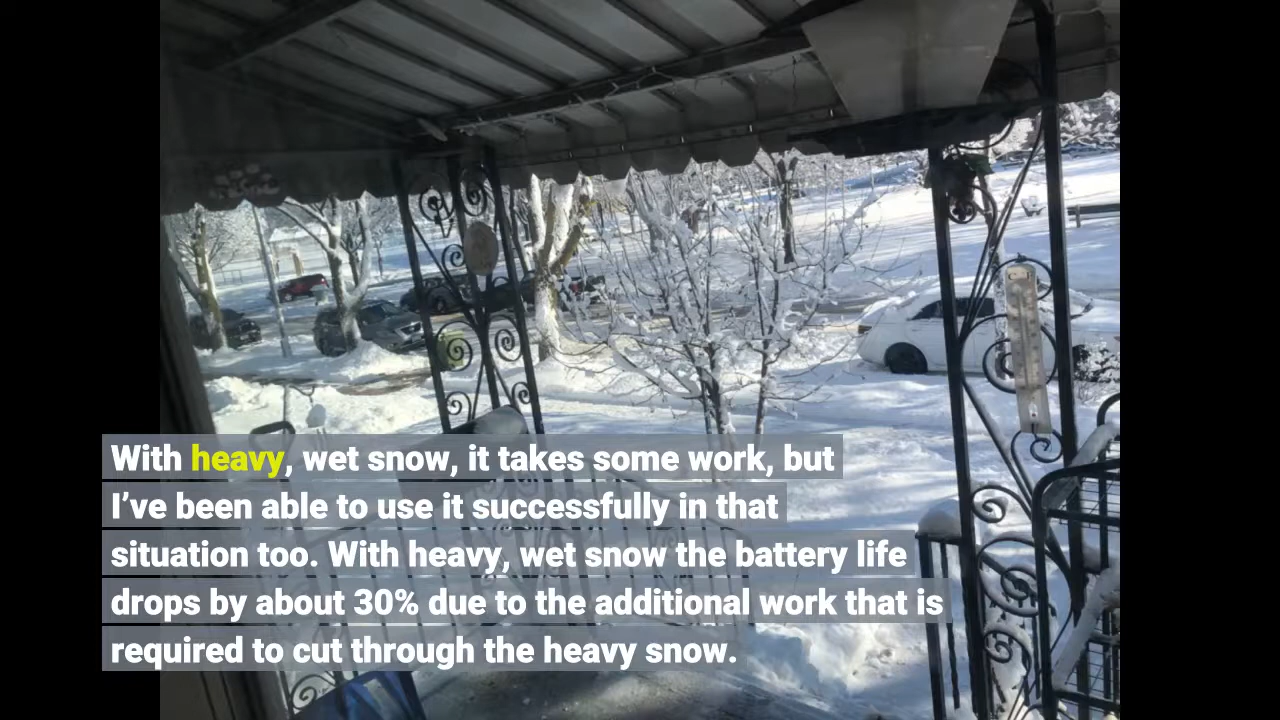 With heavy, wet snow, it takes some work, but
I’ve been able to use it successfully in that
situation too. With heavy, wet snow the battery life
drops by about 30% due to the additional work that is
required to cut through the heavy snow.